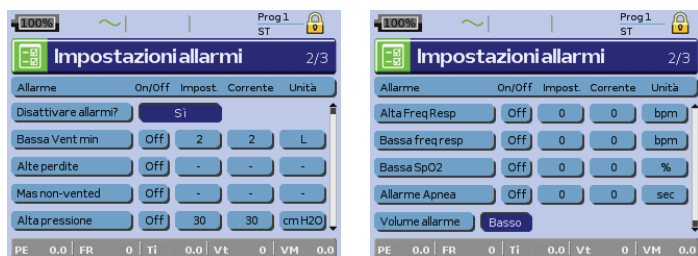 100% Prog 1
ST
Impostazioni allarmi 2/3
Allarme On/Off Impost. Corrente Unità
Disattivare allarmi? Sì
Bassa Vent min Off 2 2 L
Alte perdite Off - - -
Mas non-vented Off - - -
Alta pressione Off 30 30 cmH2O
PE 0.0 FR 0 Ti 0.0 Vt 0 VM 0.0
100% Prog 1
ST
Impostazioni allarmi 2/3
Allarme On/Off Impost. Corrente Unità
Alta Freq Resp Off 0 0 bpm
Bassa freq resp Off 0 0 bpm
Bassa SpO2 Off 0 0 %
Allarme Apnea Off 0 0 sec
Volume allarme Basso
PE 0.0 FR 0 Ti 0.0 Vt 0 VM 0.0